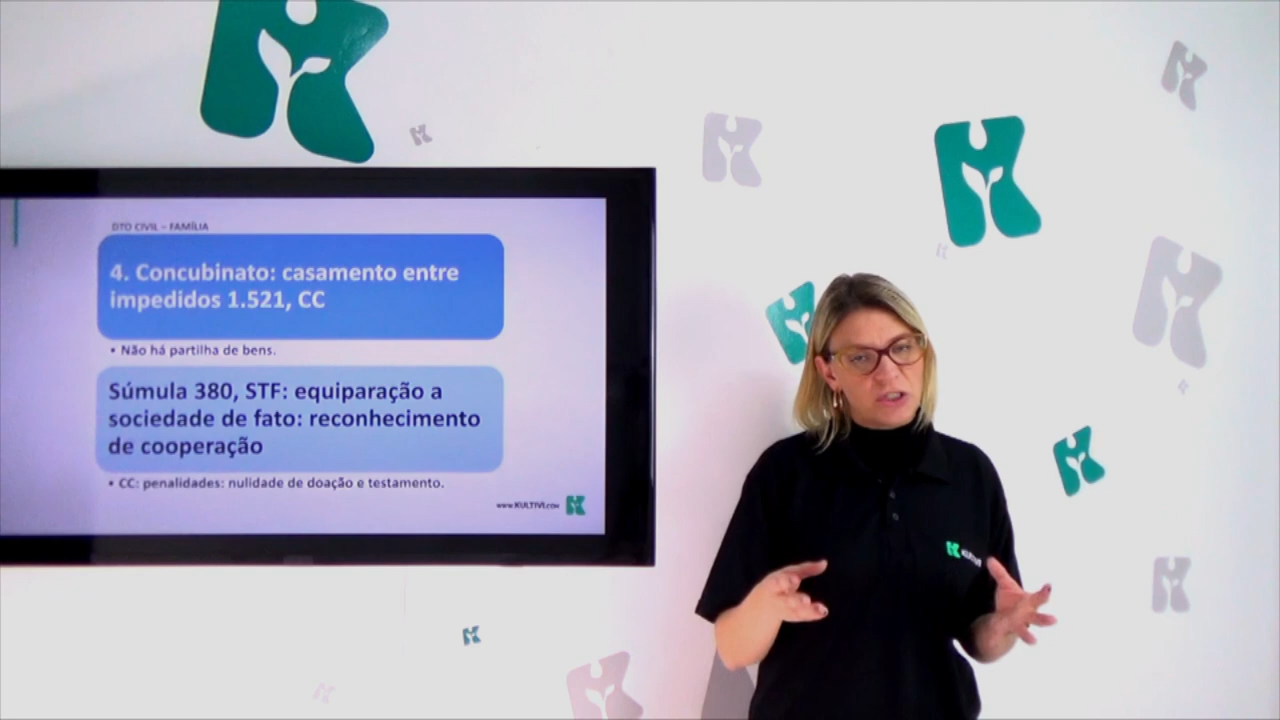 DTO CIVIL – FAMÍLIA
4. Concubinato: casamento entre
impedidos 1.521, CC
• Não há partilha de bens.
Súmula 380, STF: equiparação a
sociedade de fato: reconhecimento
de cooperação
• CC: penalidades: nulidade de doação e testamento.
www.KULTIVI.com
KULTIVI